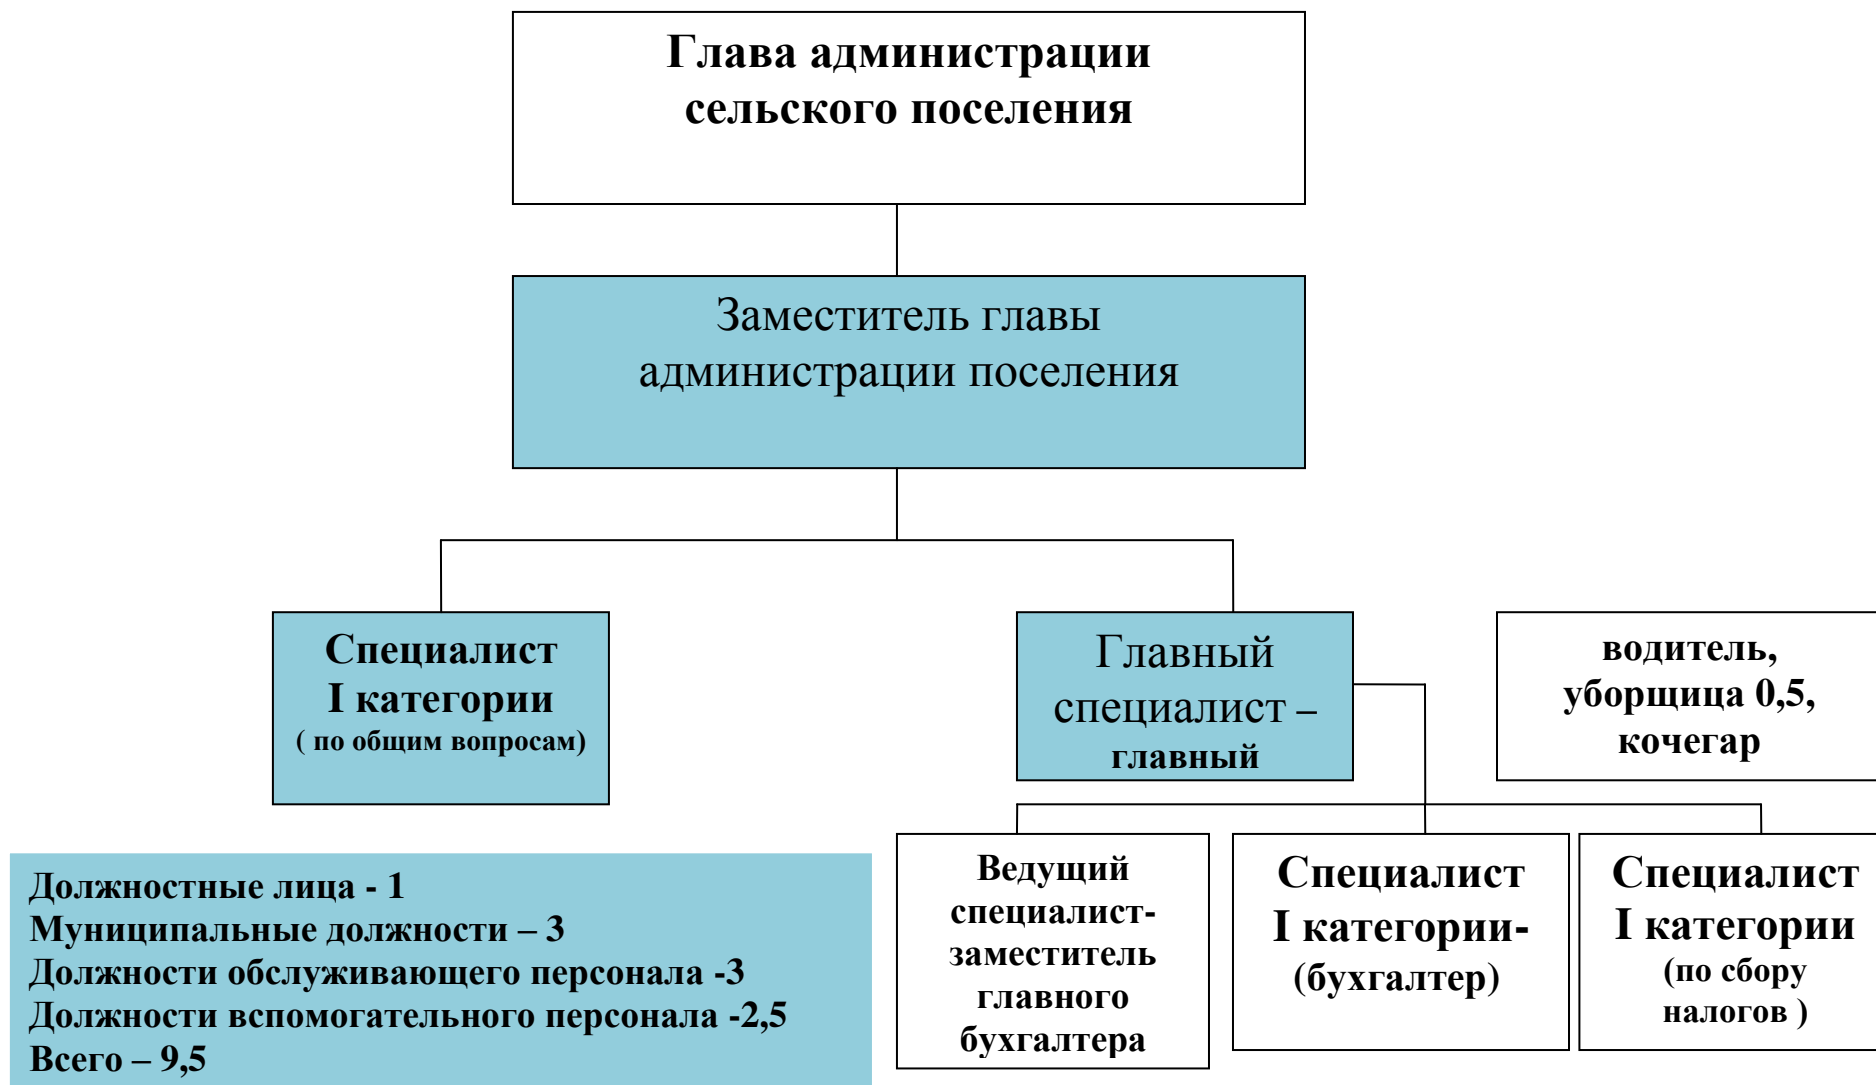 Глава администрации
сельского поселения
Заместитель главы
администрации поселения
Специалист
I категории
( по общим вопросам)
Главный
специалист –
главный
водитель,
уборщица 0,5,
кочегар
Ведущий
специалист-
заместитель
главного
бухгалтера
Специалист
I категории-
(бухгалтер)
Специалист
I категории
(по сбору
налогов )
Должностные лица - 1
Муниципальные должности – 3
Должности обслуживающего персонала -3
Должности вспомогательного персонала -2,5
Всего – 9,5